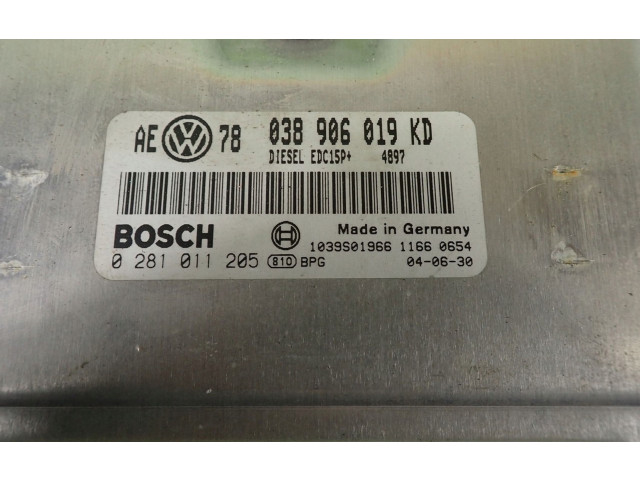 AE VW 78 038 906 019 KD
DIESEL EDC15P+ 4897
BOSCH Made in Germany
1039S01966 1166 0654
0 281 011 205 810 BPG 04-06-30